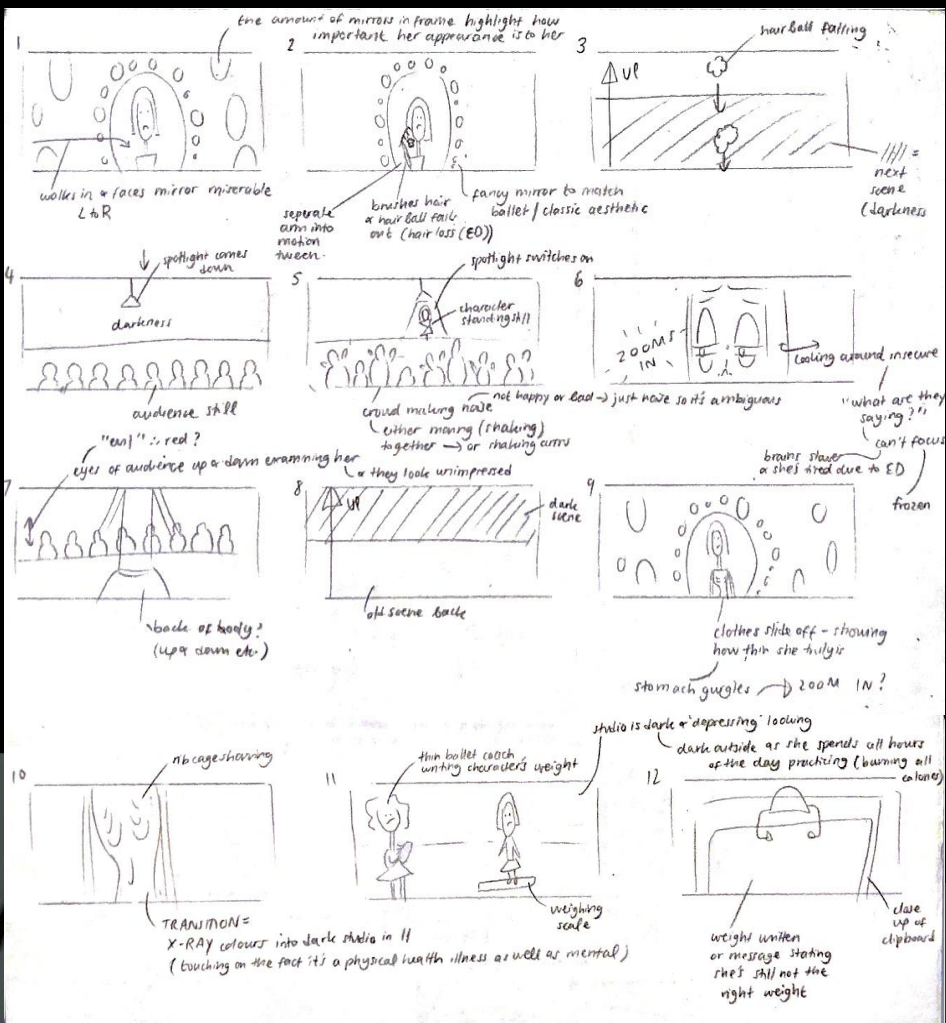 the amount of mirrors in frame highlight how
important her appearance is to her
1
walks in & faces mirror miserable
L to R
2
seperate
arm into
motion
tween.
brushes hair
& hair ball falls
out (hair loss (ED))
fancy mirror to match
ballet / classic aesthetic
3
hair ball falling
UP
//// =
next
scene
(darkness
4
spotlight comes
down
darkness
audience still
5
spotlight switches on
character
standing still
crowd making noise
not happy or bad → just noise so it's ambiguous
either moving (shaking)
together → or shaking arms
6
ZOOMS
IN
looking around insecure
"what are they
saying?"
can't focus
brains slower
& she's tired due to ED
frozen
7
"evil" ∴ red?
eyes of audience up & down examining her
& they look unimpressed
back of body?
(up & down etc.)
8
UP
dark
scene
old scene back
9
clothes slide off - showing
how thin she truly is
stomach gurgles → ZOOM IN?
10
rib cage showing
TRANSITION =
X-RAY colours into dark studio in 11
(touching on the fact it's a physical health illness as well as mental)
11
thin ballet coach
writing character's weight
studio is dark & 'depressing' looking
dark outside as she spends all hours
of the day practicing (burning all
calories)
weighing
scale
12
weight written
or message stating
she's still not the
right weight
close
up of
clipboard